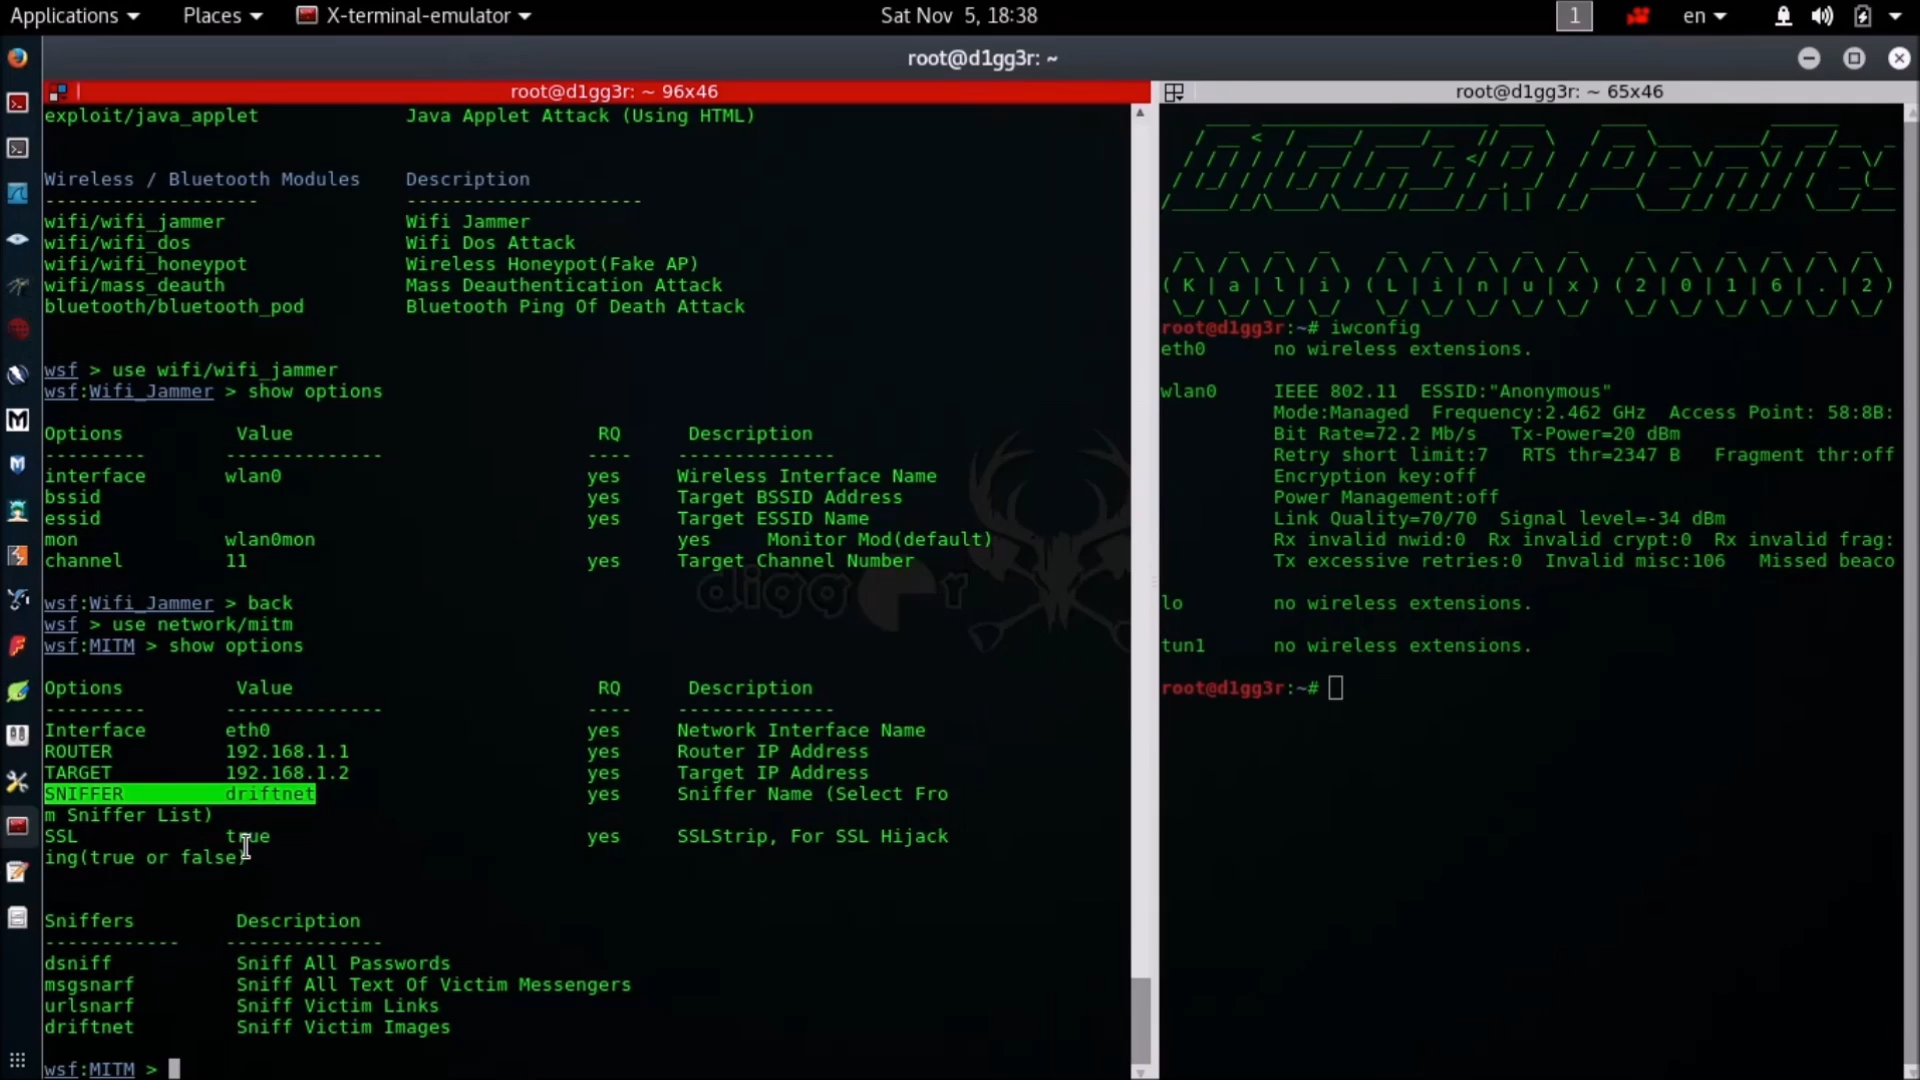 Applications Places X-terminal-emulator Sat Nov 5, 18:38 1 en
root@d1gg3r: ~
root@d1gg3r: ~ 96x46
exploit/java_applet Java Applet Attack (Using HTML)
Wireless / Bluetooth Modules Description
------------------- ---------------------
wifi/wifi_jammer Wifi Jammer
wifi/wifi_dos Wifi Dos Attack
wifi/wifi_honeypot Wireless Honeypot(Fake AP)
wifi/mass_deauth Mass Deauthentication Attack
bluetooth/bluetooth_pod Bluetooth Ping Of Death Attack
wsf > use wifi/wifi_jammer
wsf:Wifi_Jammer > show options
Options Value RQ Description
--------- -------------- ---- --------------
interface wlan0 yes Wireless Interface Name
bssid yes Target BSSID Address
essid yes Target ESSID Name
mon wlan0mon yes Monitor Mod(default)
channel 11 yes Target Channel Number
wsf:Wifi_Jammer > back
wsf > use network/mitm
wsf:MITM > show options
Options Value RQ Description
--------- -------------- ---- --------------
Interface eth0 yes Network Interface Name
ROUTER 192.168.1.1 yes Router IP Address
TARGET 192.168.1.2 yes Target IP Address
SNIFFER driftnet yes Sniffer Name (Select Fro
m Sniffer List)
SSL true yes SSLStrip, For SSL Hijack
ing(true or false)
Sniffers Description
------------ --------------
dsniff Sniff All Passwords
msgsnarf Sniff All Text Of Victim Messengers
urlsnarf Sniff Victim Links
driftnet Sniff Victim Images
wsf:MITM >
root@d1gg3r: ~ 65x46
D1GG3R PenTe
( K | a | l | i ) ( L | i | n | u | x ) ( 2 | 0 | 1 | 6 | . | 2 )
root@d1gg3r:~# iwconfig
eth0 no wireless extensions.
wlan0 IEEE 802.11 ESSID:"Anonymous"
Mode:Managed Frequency:2.462 GHz Access Point: 58:8B:
Bit Rate=72.2 Mb/s Tx-Power=20 dBm
Retry short limit:7 RTS thr=2347 B Fragment thr:off
Encryption key:off
Power Management:off
Link Quality=70/70 Signal level=-34 dBm
Rx invalid nwid:0 Rx invalid crypt:0 Rx invalid frag:
Tx excessive retries:0 Invalid misc:106 Missed beaco
lo no wireless extensions.
tun1 no wireless extensions.
root@d1gg3r:~#